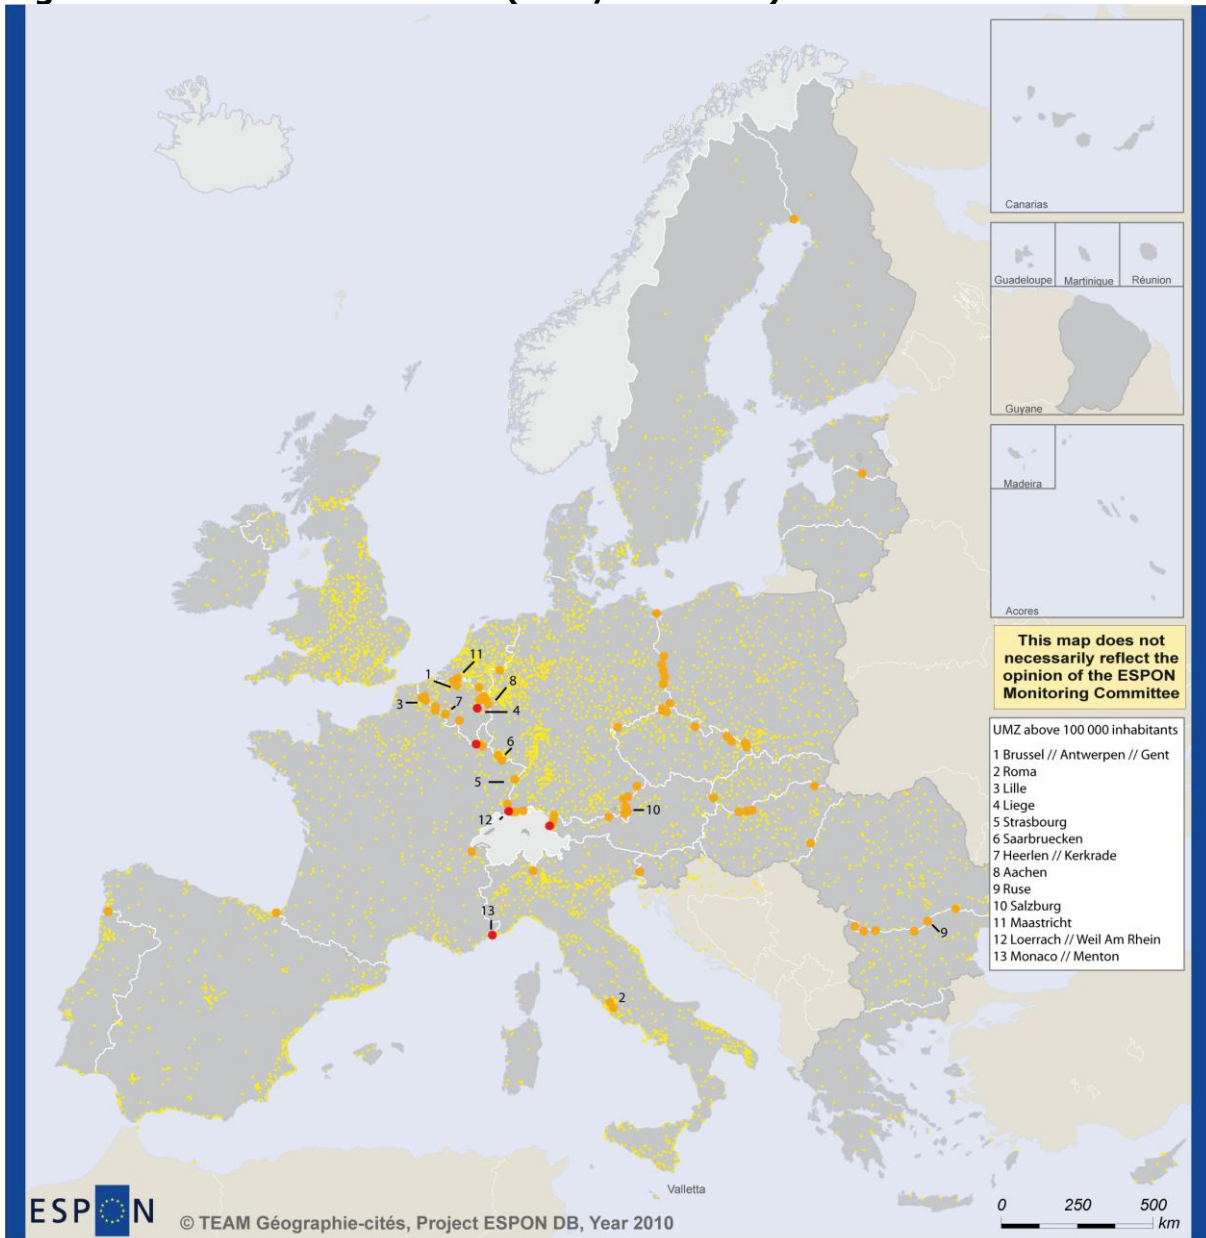 Canarias
Guadeloupe
Martinique
Réunion
Guyane
Madeira
Acores
This map does not
necessarily reflect the
opinion of the ESPON
Monitoring Committee
UMZ above 100 000 inhabitants
1 Brussel // Antwerpen // Gent
2 Roma
3 Lille
4 Liege
5 Strasbourg
6 Saarbruecken
7 Heerlen // Kerkrade
8 Aachen
9 Ruse
10 Salzburg
11 Maastricht
12 Loerrach // Weil Am Rhein
13 Monaco // Menton
11
1
8
3
7
4
6
5
10
12
13
9
2
Valletta
ESPON
© TEAM Géographie-cités, Project ESPON DB, Year 2010
0 250 500
km